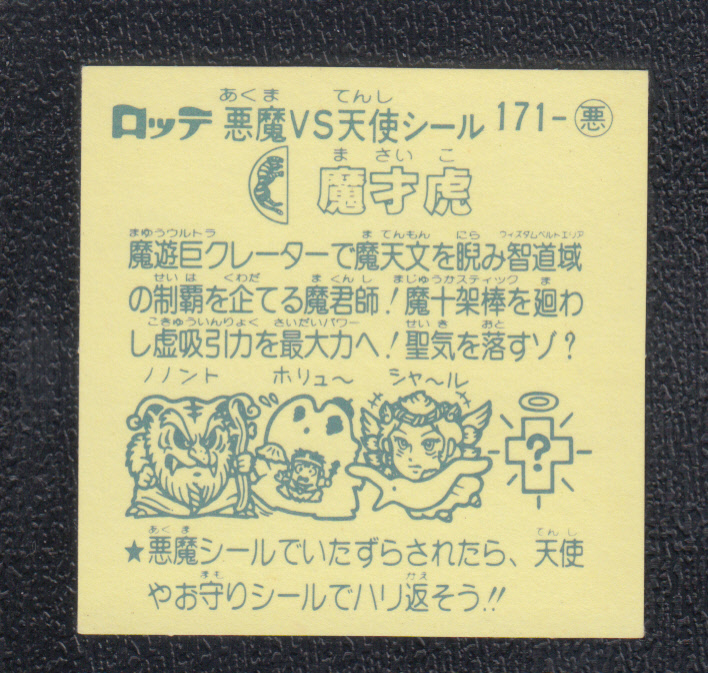 あくま てんし
ロッテ 悪魔VS天使シール 171-悪
まさいこ
魔才虎
まゆうウルトラ まてんもん にら ウィズダムベルトエリア
魔遊巨クレーターで魔天文を睨み智道域
せいは くわだ まくんし まじゅうかスティック ま
の制覇を企てる魔君師!魔十架棒を廻わ
こきゅういんりょく さいだいパワー せいき おと
し虚吸引力を最大力へ!聖気を落すゾ?
ノノント ホリュ〜 シャ〜ル
?
あくま てんし
★悪魔シールでいたずらされたら、天使
まも かえ
やお守りシールでハリ返そう!!